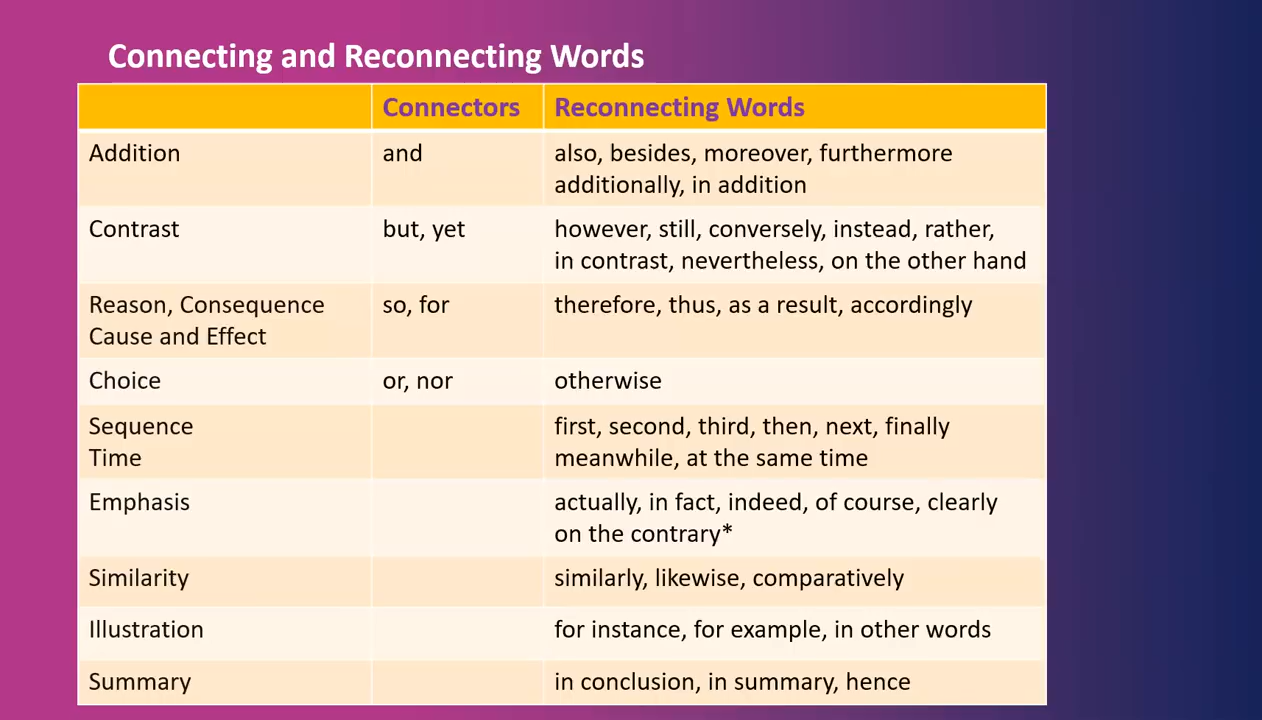 Connecting and Reconnecting Words
Connectors Reconnecting Words
Addition and also, besides, moreover, furthermore
additionally, in addition
Contrast but, yet however, still, conversely, instead, rather,
in contrast, nevertheless, on the other hand
Reason, Consequence so, for therefore, thus, as a result, accordingly
Cause and Effect
Choice or, nor otherwise
Sequence first, second, third, then, next, finally
Time meanwhile, at the same time
Emphasis actually, in fact, indeed, of course, clearly
on the contrary*
Similarity similarly, likewise, comparatively
Illustration for instance, for example, in other words
Summary in conclusion, in summary, hence